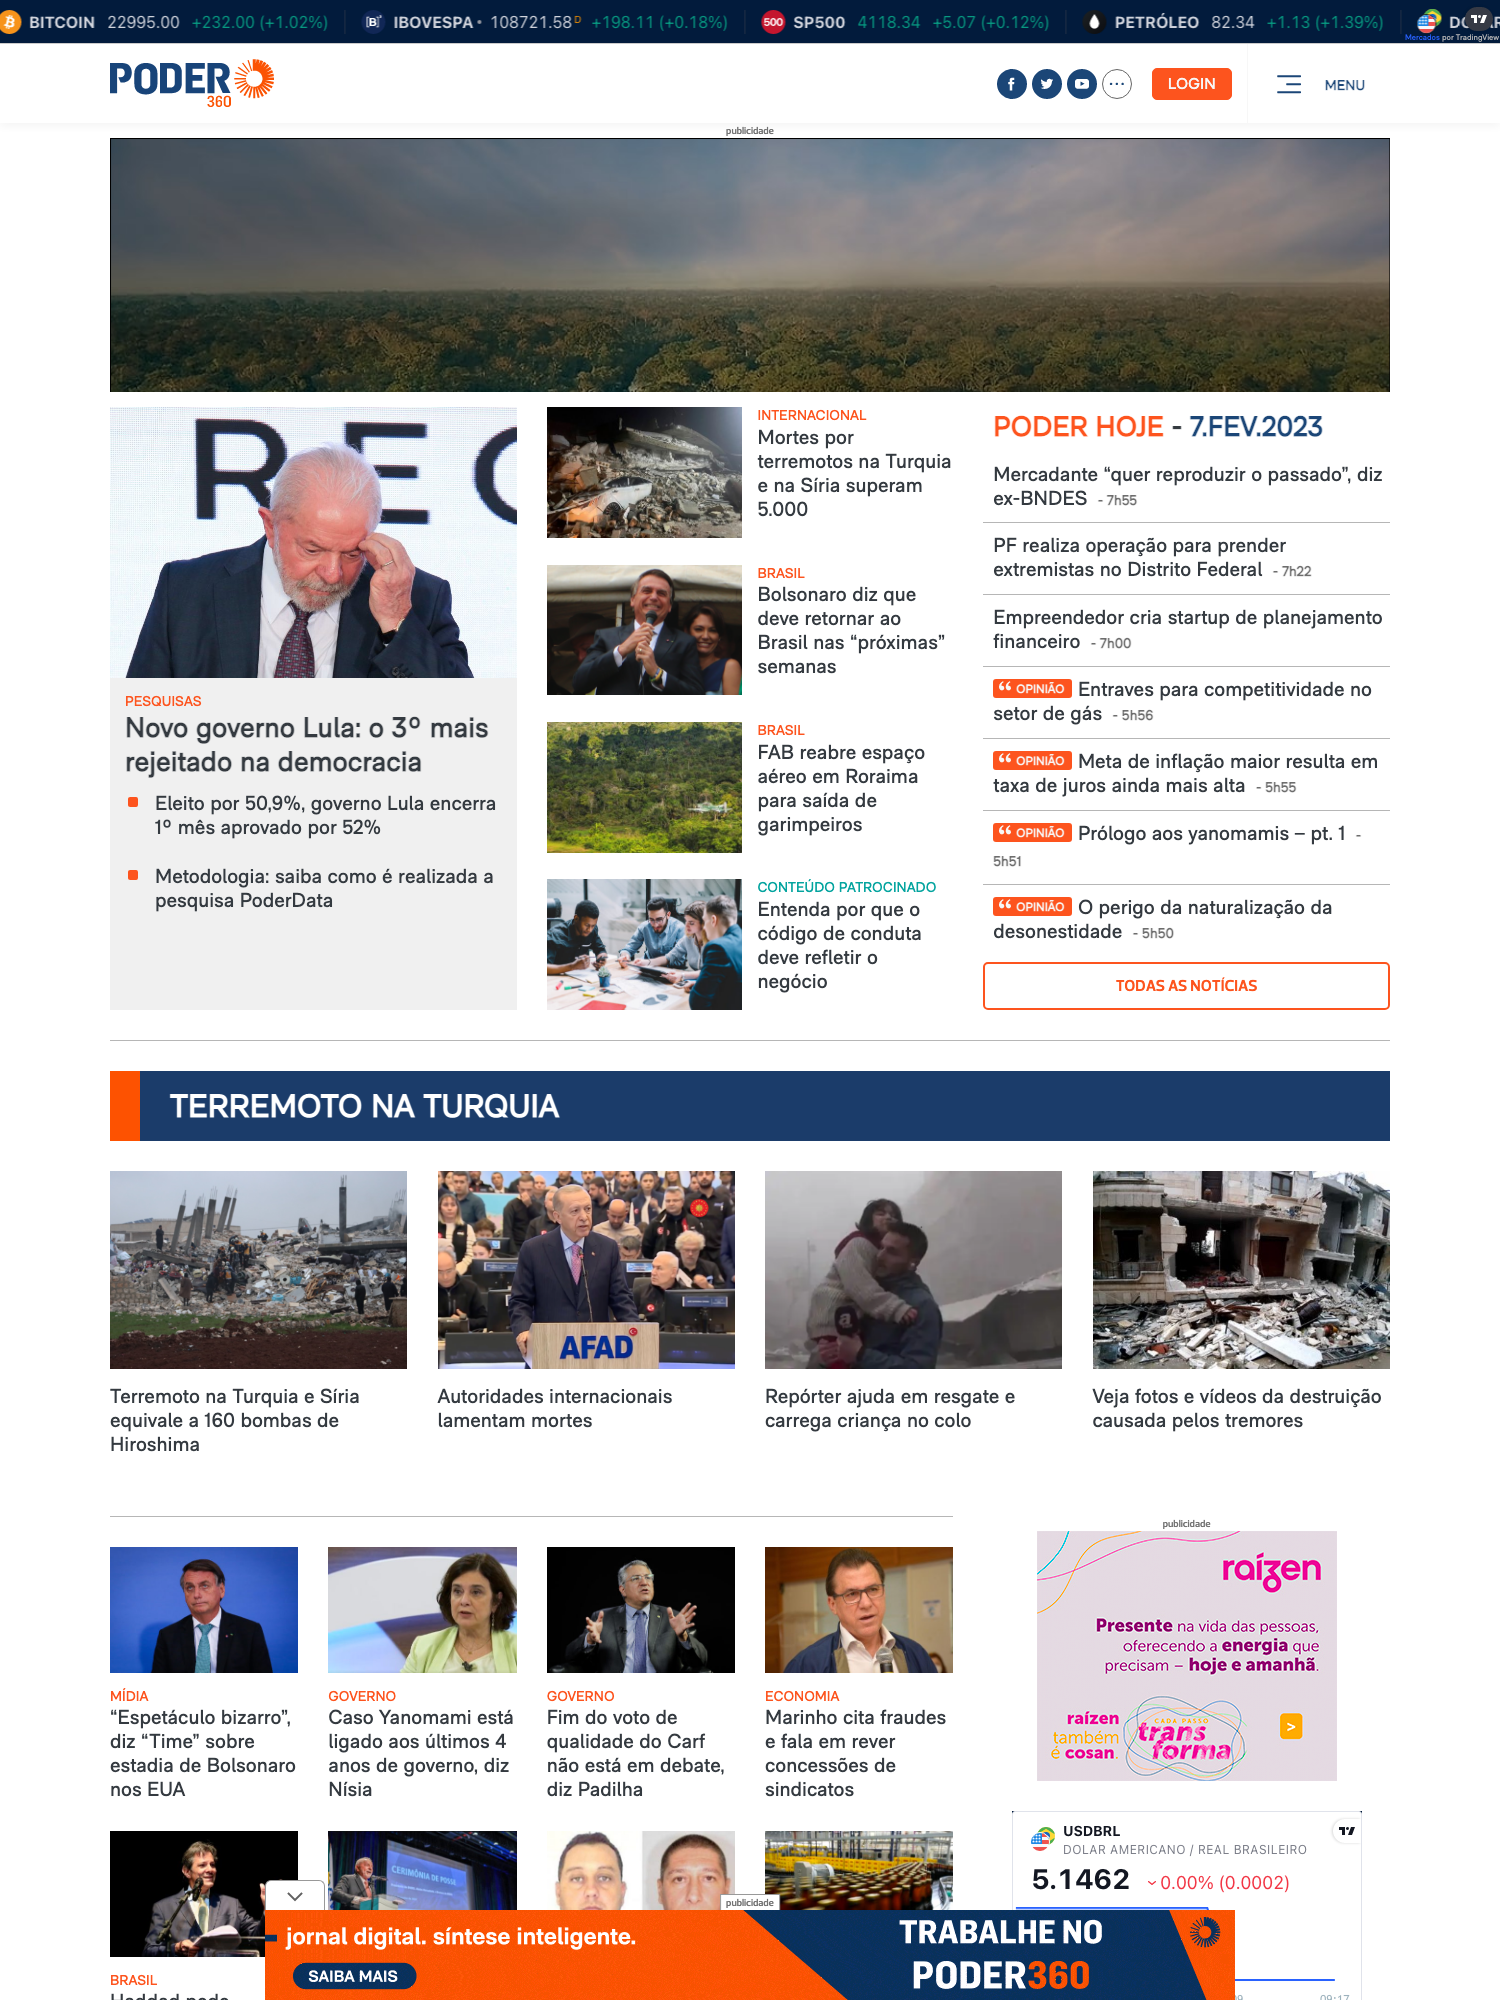 BITCOIN 22995.00 +232.00 (+1.02%) IBOVESPA 108721.58 D +198.11 (+0.18%) SP500 4118.34 +5.07 (+0.12%) PETRÓLEO 82.34 +1.13 (+1.39%)
Mercados por TradingView
PODER
360
LOGIN
MENU
publicidade
REC
PESQUISAS
Novo governo Lula: o 3º mais
rejeitado na democracia
Eleito por 50,9%, governo Lula encerra
1º mês aprovado por 52%
Metodologia: saiba como é realizada a
pesquisa PoderData
INTERNACIONAL
Mortes por
terremotos na Turquia
e na Síria superam
5.000
BRASIL
Bolsonaro diz que
deve retornar ao
Brasil nas “próximas”
semanas
BRASIL
FAB reabre espaço
aéreo em Roraima
para saída de
garimpeiros
CONTEÚDO PATROCINADO
Entenda por que o
código de conduta
deve refletir o
negócio
PODER HOJE - 7.FEV.2023
Mercadante “quer reproduzir o passado”, diz
ex-BNDES - 7h55
PF realiza operação para prender
extremistas no Distrito Federal - 7h22
Empreendedor cria startup de planejamento
financeiro - 7h00
“ OPINIÃO Entraves para competitividade no
setor de gás - 5h56
“ OPINIÃO Meta de inflação maior resulta em
taxa de juros ainda mais alta - 5h55
“ OPINIÃO Prólogo aos yanomamis – pt. 1 -
5h51
“ OPINIÃO O perigo da naturalização da
desonestidade - 5h50
TODAS AS NOTÍCIAS
TERREMOTO NA TURQUIA
AFAD
Terremoto na Turquia e Síria
equivale a 160 bombas de
Hiroshima
Autoridades internacionais
lamentam mortes
Repórter ajuda em resgate e
carrega criança no colo
Veja fotos e vídeos da destruição
causada pelos tremores
MÍDIA
“Espetáculo bizarro”,
diz “Time” sobre
estadia de Bolsonaro
nos EUA
GOVERNO
Caso Yanomami está
ligado aos últimos 4
anos de governo, diz
Nísia
GOVERNO
Fim do voto de
qualidade do Carf
não está em debate,
diz Padilha
ECONOMIA
Marinho cita fraudes
e fala em rever
concessões de
sindicatos
publicidade
raízen
Presente na vida das pessoas,
oferecendo a energia que
precisam – hoje e amanhã.
raízen
também
é cosan.
CADA PASSO
transforma
>
USDBRL
DOLAR AMERICANO / REAL BRASILEIRO
5.1462 0.00% (0.0002)
09:17
CERIMÔNIA DE POSSE
BRASIL
Haddad pede
publicidade
jornal digital. síntese inteligente.
SAIBA MAIS
TRABALHE NO
PODER360